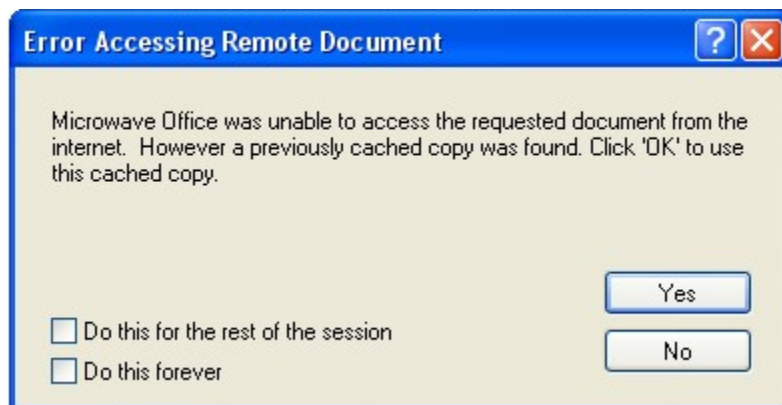 Error Accessing Remote Document
Microwave Office was unable to access the requested document from the
internet. However a previously cached copy was found. Click 'OK' to use
this cached copy.
Yes
Do this for the rest of the session
No
Do this forever